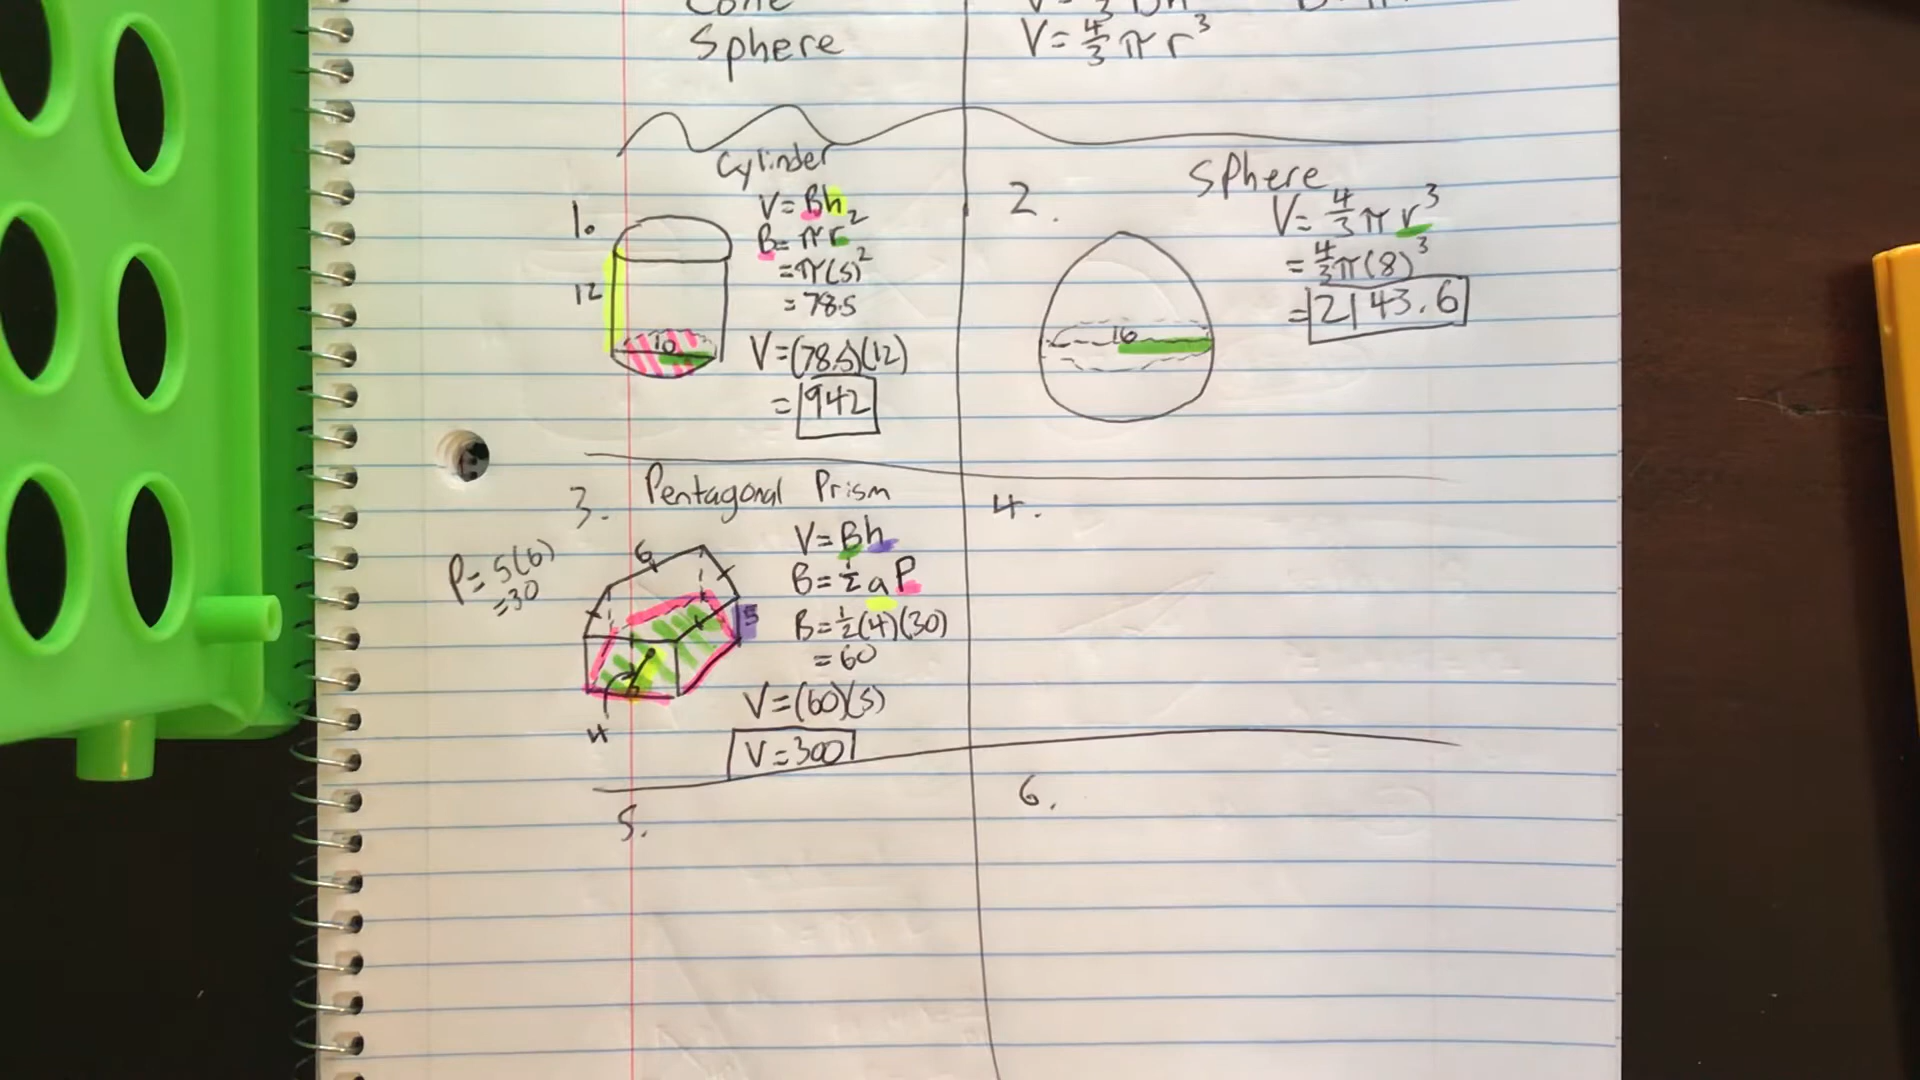 Sphere
V = 4/3 π r³
Cylinder
1.
V = Bh
B = πr²
= π(5)²
= 78.5
12
10
V = (78.5)(12)
= 942
2.
Sphere
V = 4/3 π r³
= 4/3 π(8)³
= 2143.6
16
3. Pentagonal Prism
P = 5(6)
= 30
6
5
4
V = Bh
B = 1/2 a P
B = 1/2(4)(30)
= 60
V = (60)(5)
V = 300
4.
5.
6.